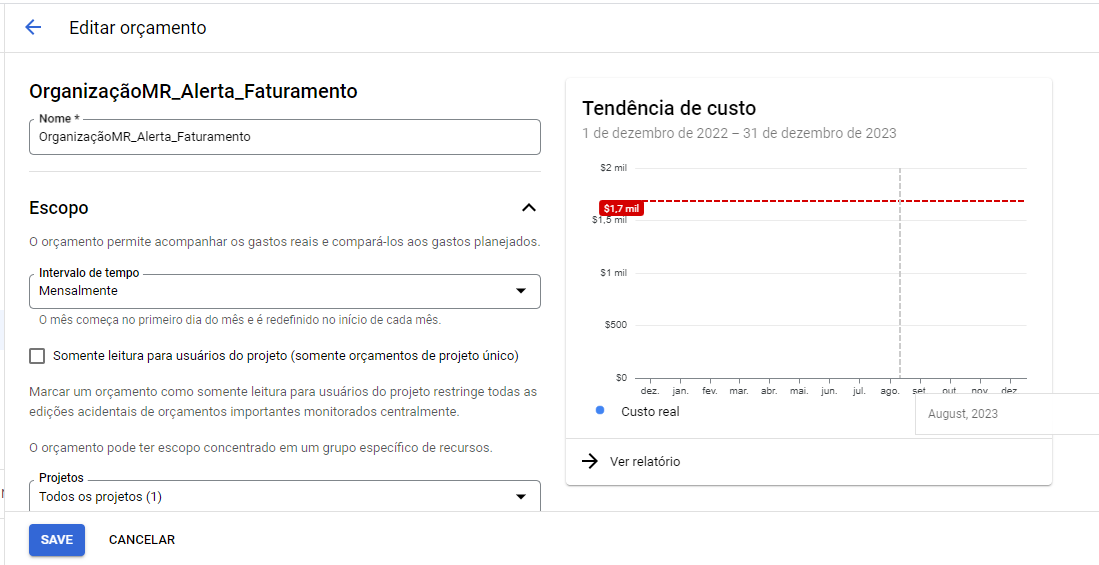 Editar orçamento
OrganizaçãoMR_Alerta_Faturamento
Nome *
OrganizaçãoMR_Alerta_Faturamento
Escopo
O orçamento permite acompanhar os gastos reais e compará-los aos gastos planejados.
Intervalo de tempo
Mensalmente
O mês começa no primeiro dia do mês e é redefinido no início de cada mês.
Somente leitura para usuários do projeto (somente orçamentos de projeto único)
Marcar um orçamento como somente leitura para usuários do projeto restringe todas as
edições acidentais de orçamentos importantes monitorados centralmente.
O orçamento pode ter escopo concentrado em um grupo específico de recursos.
Projetos
Todos os projetos (1)
SAVE CANCELAR
Tendência de custo
1 de dezembro de 2022 – 31 de dezembro de 2023
$2 mil
$1,7 mil
$1,5 mil
$1 mil
$500
$0
dez. jan. fev. mar. abr. mai. jun. jul. ago. set. out. nov. dez.
Custo real
August, 2023
Ver relatório